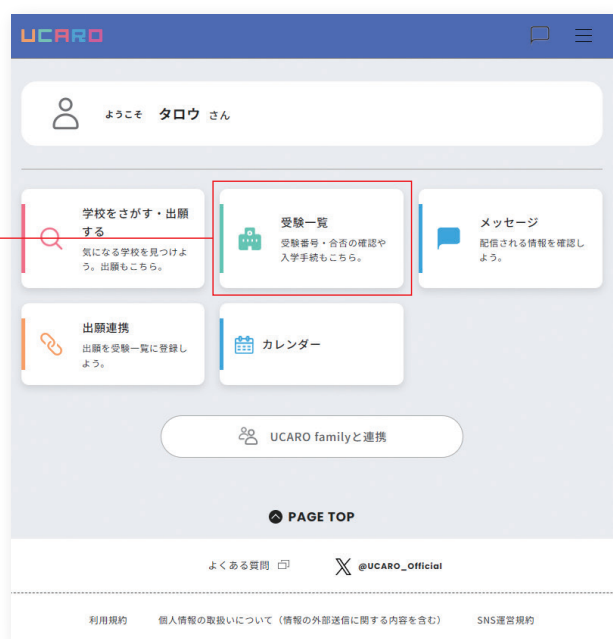 UCARO
ようこそ タロウ さん
学校をさがす・出願
する
気になる学校を見つけよ
う。出願もこちら。
受験一覧
受験番号・合否の確認や
入学手続もこちら。
メッセージ
配信される情報を確認し
よう。
出願連携
出願を受験一覧に登録し
よう。
カレンダー
UCARO familyと連携
PAGE TOP
よくある質問 @UCARO_Official
利用規約 個人情報の取扱いについて（情報の外部送信に関する内容を含む） SNS運営規約